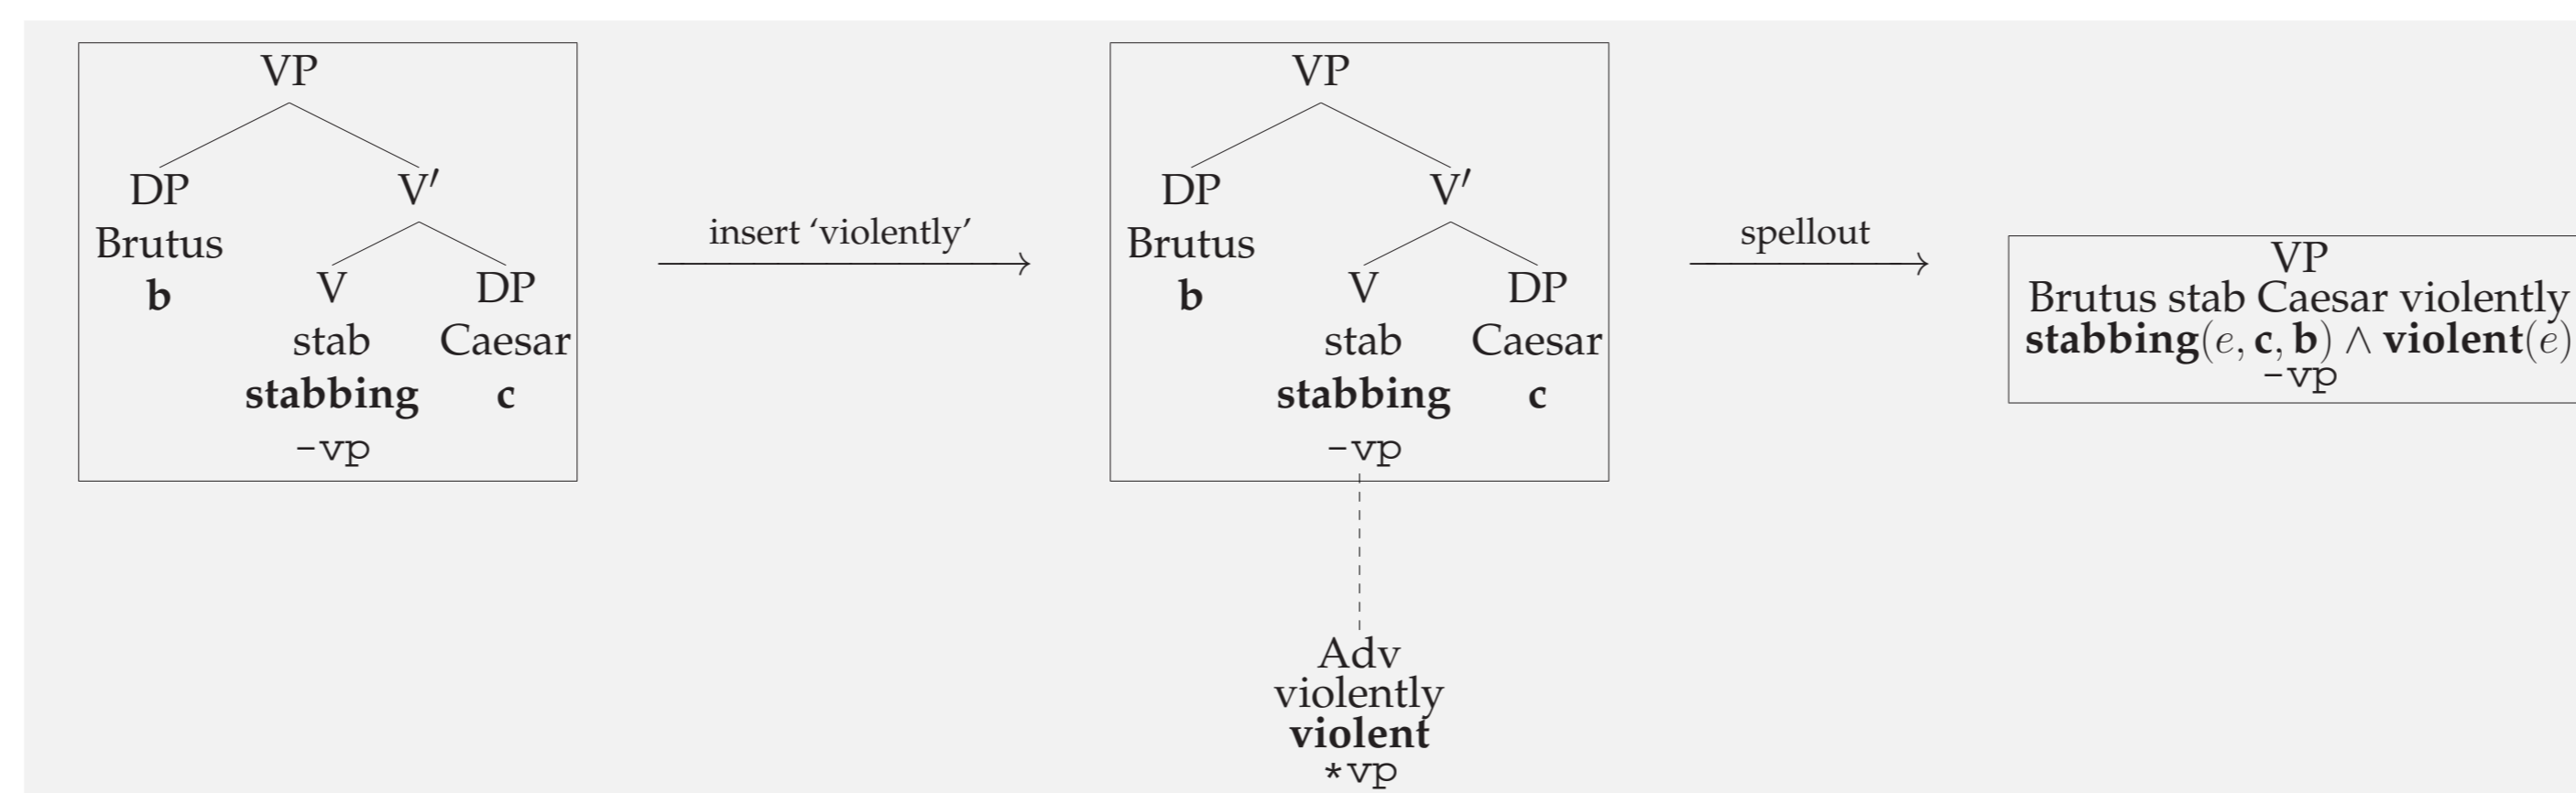 VP
DP V′
Brutus
b
V DP
stab Caesar
stabbing c
-vp
insert ‘violently’
VP
DP V′
Brutus
b
V DP
stab Caesar
stabbing c
-vp
Adv
violently
violent
*vp
spellout
VP
Brutus stab Caesar violently
stabbing(e, c, b) ∧ violent(e)
-vp